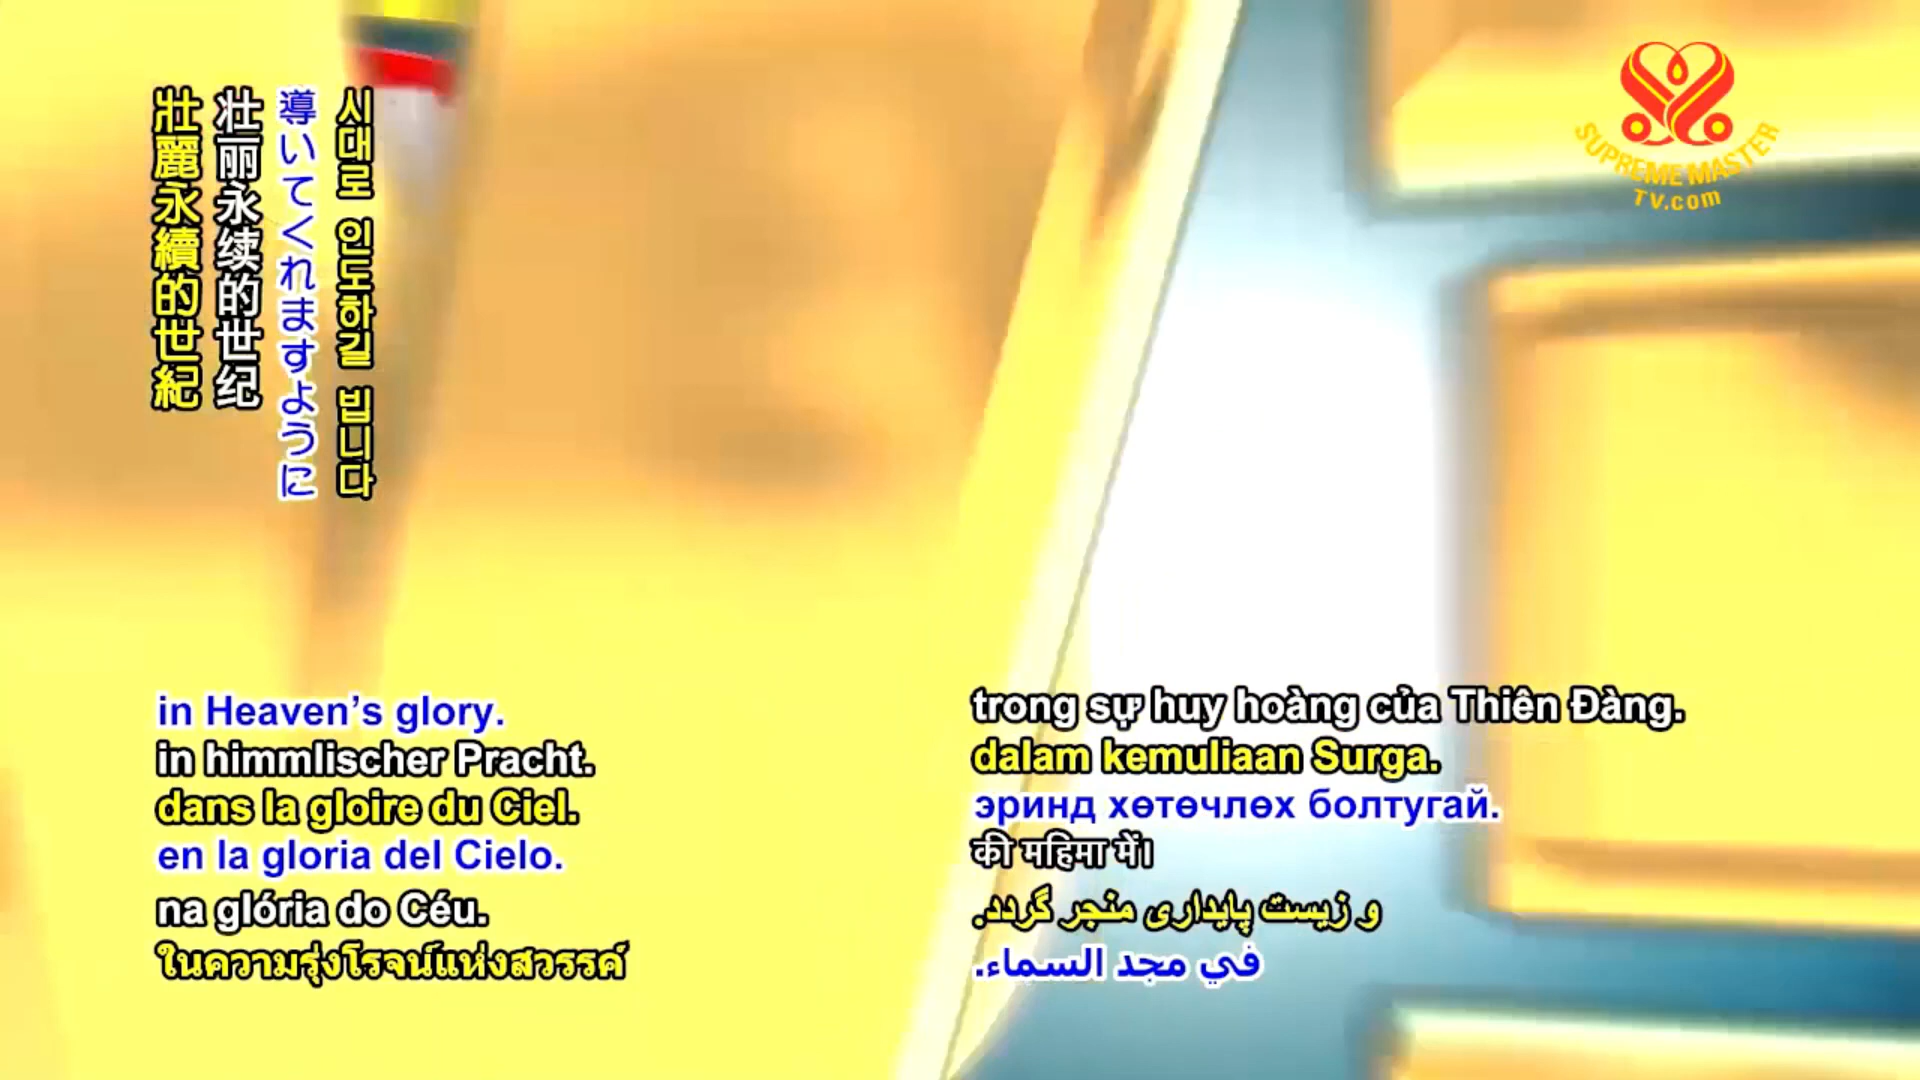 壯麗永續的世紀
壮丽永续的世纪
導いてくれますように
시대로 인도하길 빕니다
SUPREME MASTER
TV.com
in Heaven’s glory.
in himmlischer Pracht.
dans la gloire du Ciel.
en la gloria del Cielo.
na glória do Céu.
ในความรุ่งโรจน์แห่งสวรรค์
trong sự huy hoàng của Thiên Đàng.
dalam kemuliaan Surga.
эринд хөтөчлөх болтугай.
की महिमा में।
و زیست پایداری منجر گردد.
في مجد السماء.